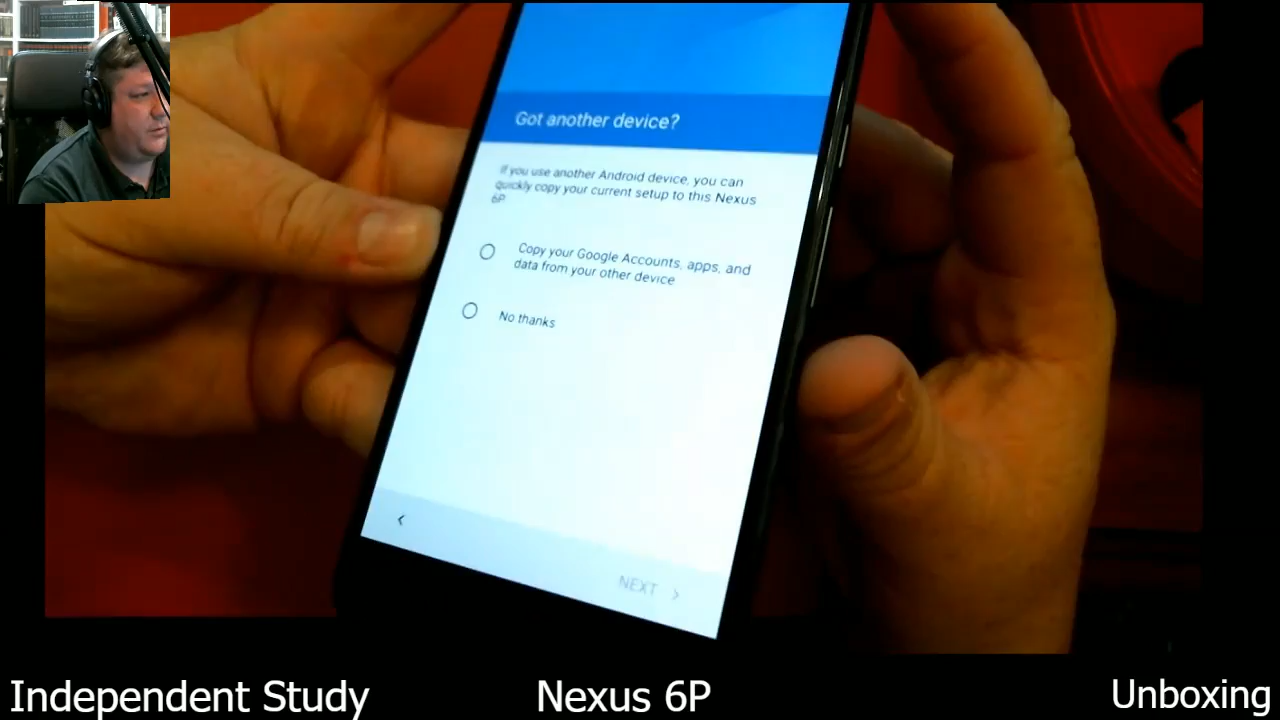 Got another device?
If you use another Android device, you can
quickly copy your current setup to this Nexus
6P.
Copy your Google Accounts, apps, and
data from your other device
No thanks
NEXT
Independent Study
Nexus 6P
Unboxing